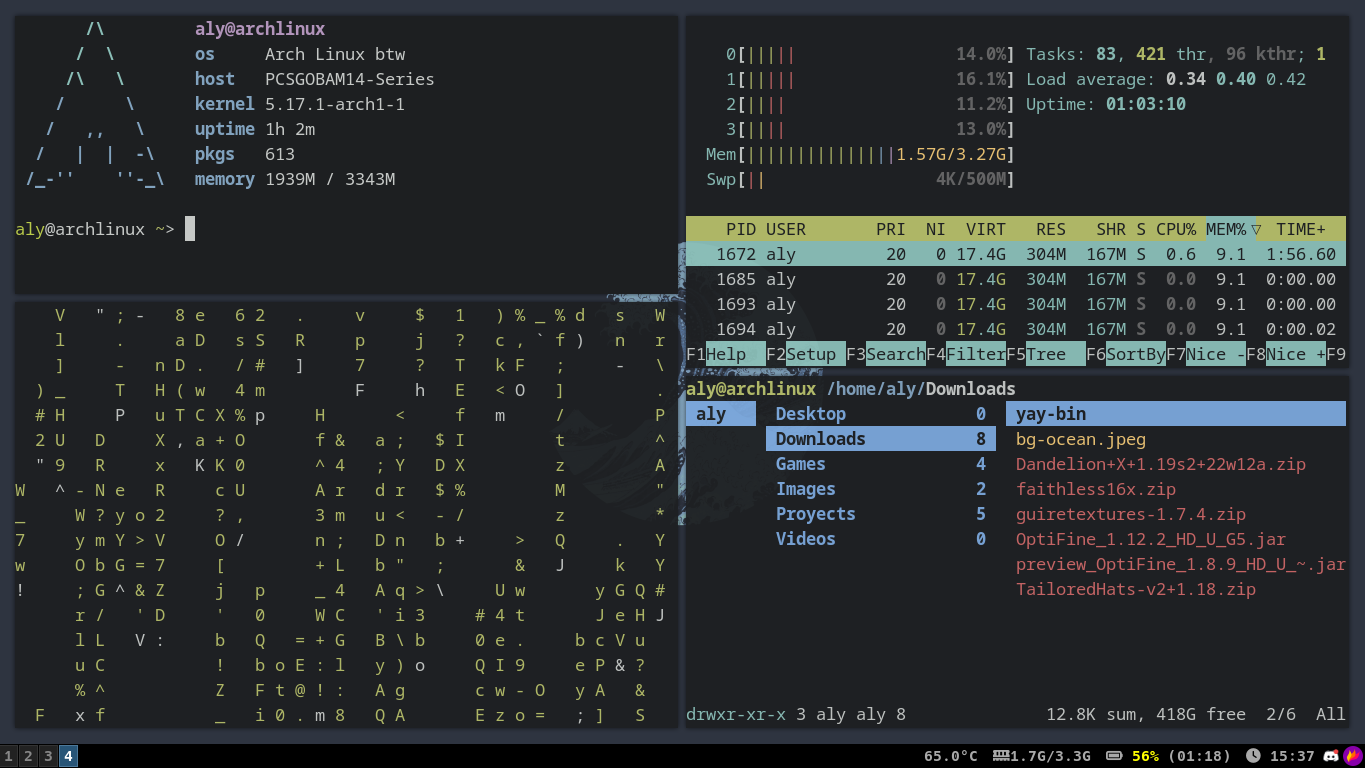 aly@archlinux
os Arch Linux btw
host PCSGOBAM14-Series
kernel 5.17.1-arch1-1
uptime 1h 2m
pkgs 613
memory 1939M / 3343M
aly@archlinux ~>
0[||||| 14.0%] Tasks: 83, 421 thr, 96 kthr; 1
1[||||| 16.1%] Load average: 0.34 0.40 0.42
2[|||| 11.2%] Uptime: 01:03:10
3[|||| 13.0%]
Mem[|||||||||||||||1.57G/3.27G]
Swp[|| 4K/500M]
PID USER PRI NI VIRT RES SHR S CPU% MEM%▽ TIME+
1672 aly 20 0 17.4G 304M 167M S 0.6 9.1 1:56.60
1685 aly 20 0 17.4G 304M 167M S 0.0 9.1 0:00.00
1693 aly 20 0 17.4G 304M 167M S 0.0 9.1 0:00.00
1694 aly 20 0 17.4G 304M 167M S 0.0 9.1 0:00.02
F1Help F2Setup F3SearchF4FilterF5Tree F6SortByF7Nice -F8Nice +F9
V " ; - 8 e 6 2 . v $ 1 ) % _ % d s W
l . a D s S R p j ? c , ` f ) n r
] - n D . / # ] 7 ? T k F ; - \
) _ T H ( w 4 m F h E < O ] .
# H P u T C X % p H < f m / P
2 U D X , a + O f & a ; $ I t ^
" 9 R x K K 0 ^ 4 ; Y D X z A
W ^ - N e R c U A r d r $ % M "
_ W ? y o 2 ? , 3 m u < - / z *
7 y m Y > V O / n ; D n b + > Q . Y
w O b G = 7 [ + L b " ; & J k Y
! ; G ^ & Z j p _ 4 A q > \ U w y G Q #
r / ' D ' 0 W C ' i 3 # 4 t J e H J
l L V : b Q = + G B \ b 0 e . b c V u
u C ! b o E : l y ) o Q I 9 e P & ?
% ^ Z F t @ ! : A g c w - O y A &
F x f _ i 0 . m 8 Q A E z o = ; ] S
aly@archlinux /home/aly/Downloads
aly Desktop 0 yay-bin
Downloads 8 bg-ocean.jpeg
Games 4 Dandelion+X+1.19s2+22w12a.zip
Images 2 faithless16x.zip
Proyects 5 guiretextures-1.7.4.zip
Videos 0 OptiFine_1.12.2_HD_U_G5.jar
preview_OptiFine_1.8.9_HD_U_~.jar
TailoredHats-v2+1.18.zip
drwxr-xr-x 3 aly aly 8 12.8K sum, 418G free 2/6 All
1 2 3 4 65.0°C 1.7G/3.3G 56% (01:18) 15:37